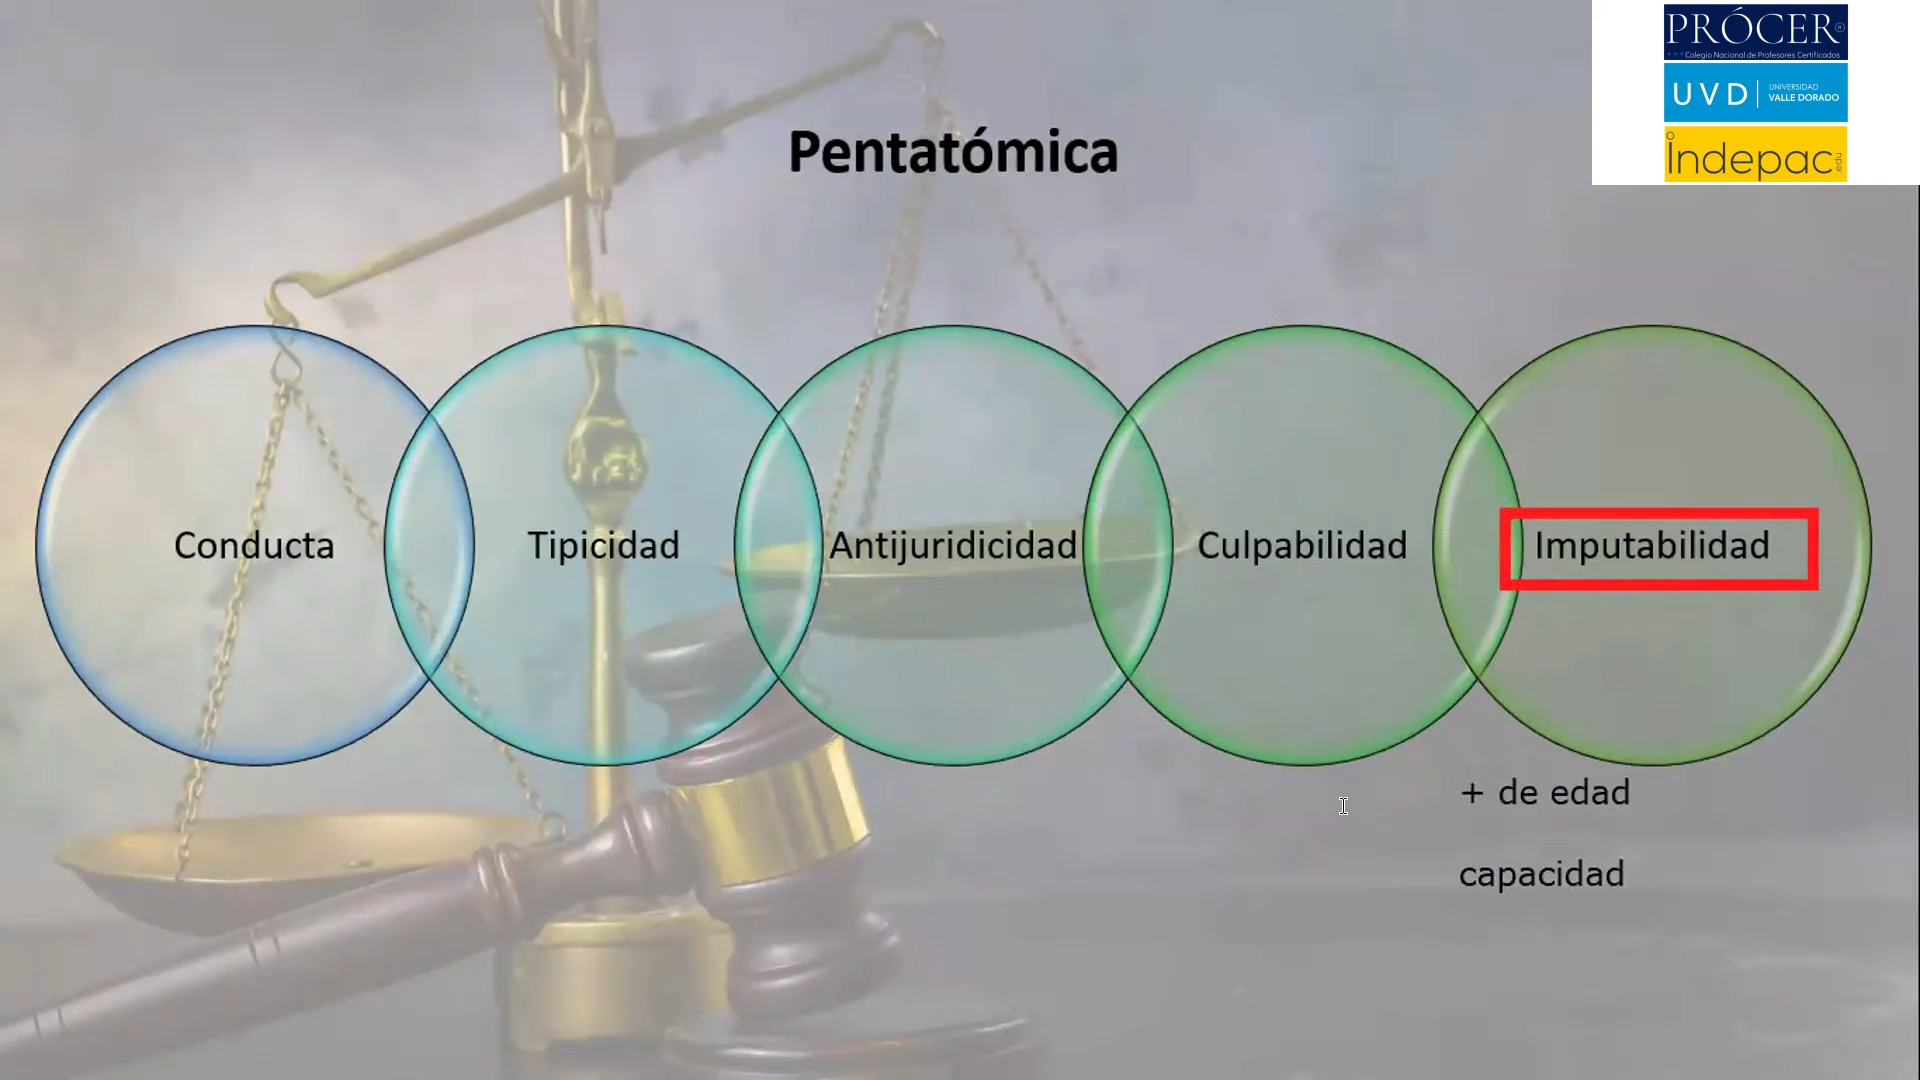 PRÓCER®
Colegio Nacional de Profesores Certificados
UVD UNIVERSIDAD
VALLE DORADO
Indepac.edu
Pentatómica
Conducta
Tipicidad
Antijuridicidad
Culpabilidad
Imputabilidad
+ de edad
capacidad